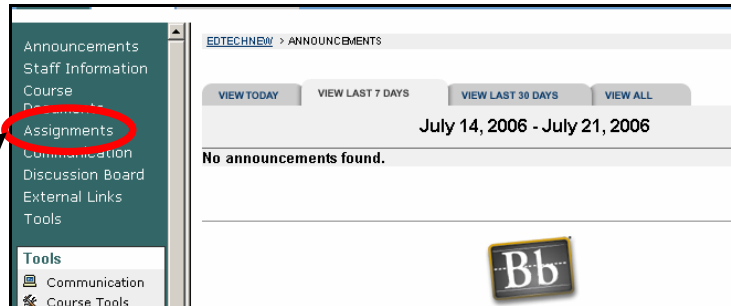 Announcements
Staff Information
Course
Documents
Assignments
Communication
Discussion Board
External Links
Tools
Tools
Communication
Course Tools
EDTECHNEW > ANNOUNCEMENTS
VIEW TODAY VIEW LAST 7 DAYS VIEW LAST 30 DAYS VIEW ALL
July 14, 2006 - July 21, 2006
No announcements found.
Bb